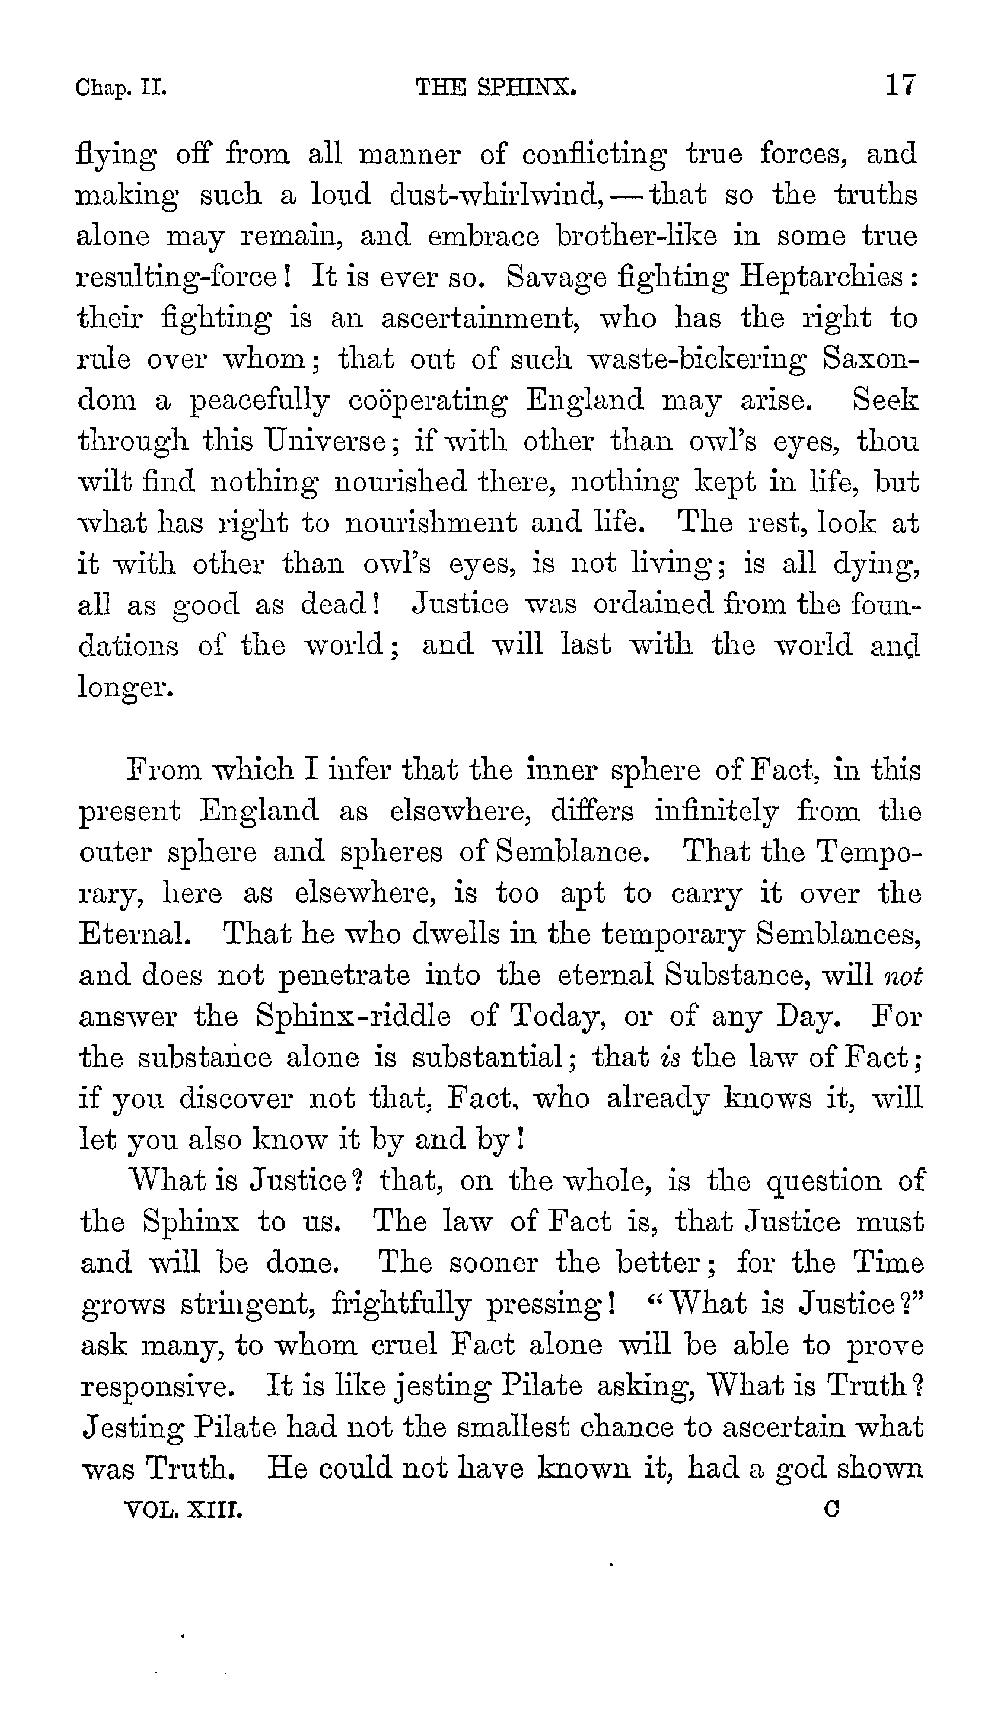 Chap. II. THE SPHINX. 17
flying off from all manner of conflicting true forces, and
making such a loud dust-whirlwind, — that so the truths
alone may remain, and embrace brother-like in some true
resulting-force! It is ever so. Savage fighting Heptarchies:
their fighting is an ascertainment, who has the right to
rule over whom; that out of such waste-bickering Saxon-
dom a peacefully coöperating England may arise. Seek
through this Universe; if with other than owl's eyes, thou
wilt find nothing nourished there, nothing kept in life, but
what has right to nourishment and life. The rest, look at
it with other than owl's eyes, is not living; is all dying,
all as good as dead! Justice was ordained from the foun-
dations of the world; and will last with the world and
longer.
From which I infer that the inner sphere of Fact, in this
present England as elsewhere, differs infinitely from the
outer sphere and spheres of Semblance. That the Tempo-
rary, here as elsewhere, is too apt to carry it over the
Eternal. That he who dwells in the temporary Semblances,
and does not penetrate into the eternal Substance, will not
answer the Sphinx-riddle of Today, or of any Day. For
the substance alone is substantial; that is the law of Fact;
if you discover not that, Fact, who already knows it, will
let you also know it by and by!
What is Justice? that, on the whole, is the question of
the Sphinx to us. The law of Fact is, that Justice must
and will be done. The sooner the better; for the Time
grows stringent, frightfully pressing! "What is Justice?"
ask many, to whom cruel Fact alone will be able to prove
responsive. It is like jesting Pilate asking, What is Truth?
Jesting Pilate had not the smallest chance to ascertain what
was Truth. He could not have known it, had a god shown
VOL. XIII. C